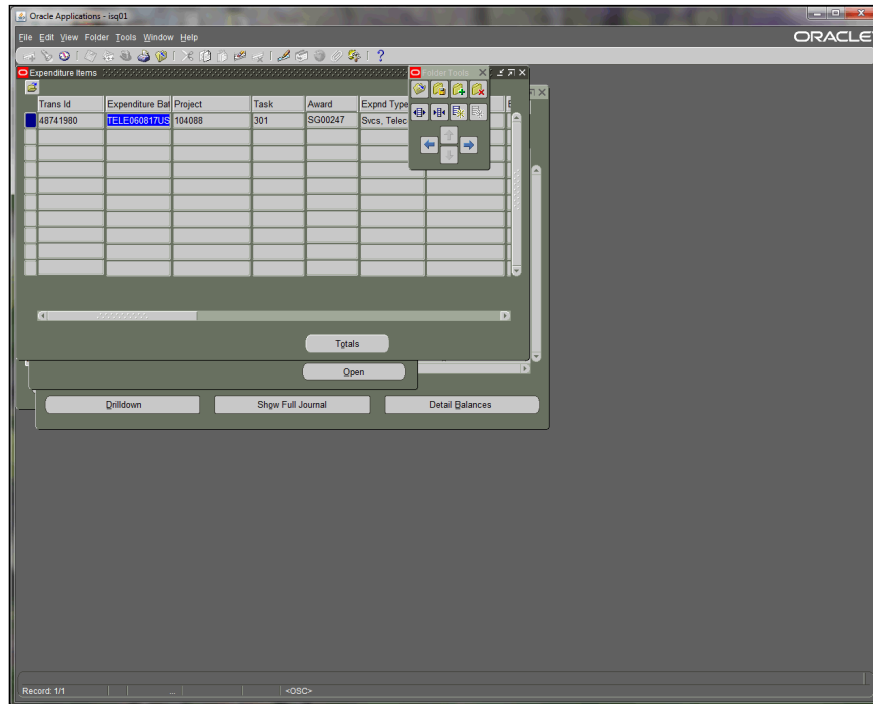 Oracle Applications - isq01
File Edit View Folder Tools Window Help
ORACLE
Expenditure Items
Folder Tools
Trans Id Expenditure Bat Project Task Award Expnd Type
48741980 TELE060817US 104088 301 SG00247 Svcs, Telec
Totals
Open
Drilldown Show Full Journal Detail Balances
Record: 1/1 ... <OSC>